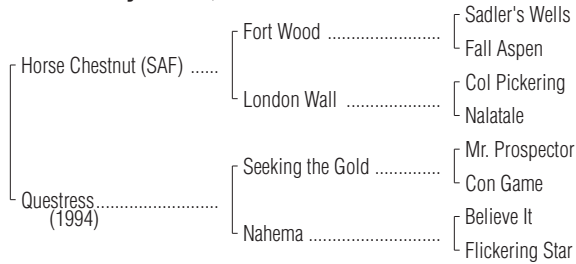 Sadler's Wells
Fort Wood ......................
Fall Aspen
Horse Chestnut (SAF) ......
Col Pickering
London Wall ...................
Nalatale
Mr. Prospector
Seeking the Gold .............
Con Game
Questress..........................
(1994)
Believe It
Nahema ..........................
Flickering Star